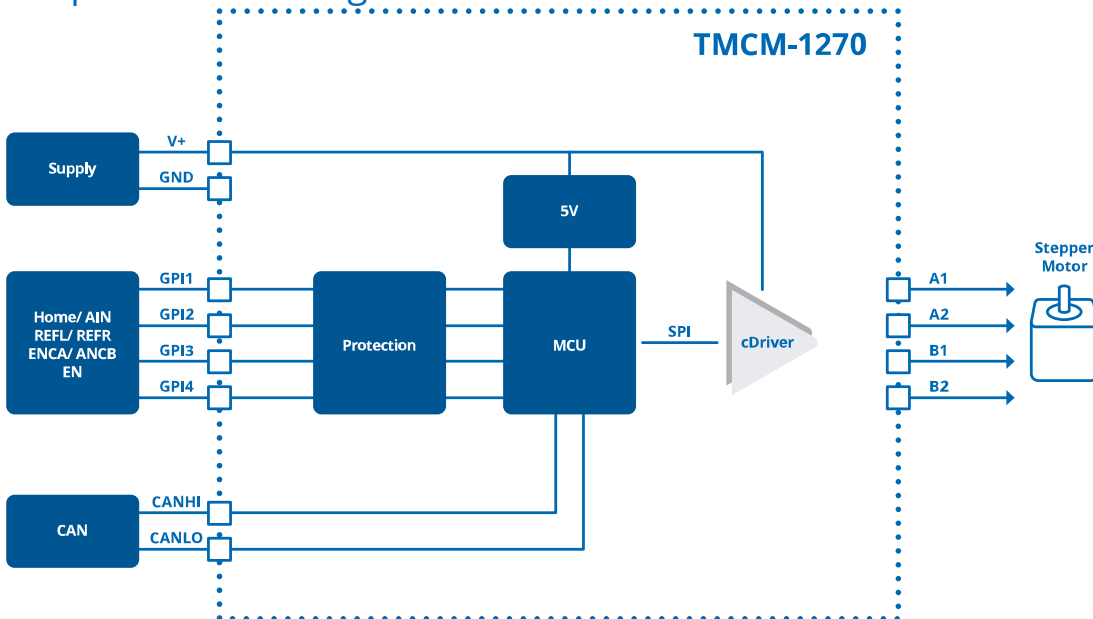 TMCM-1270
V+
Supply
GND
5V
Stepper
Motor
GPI1
GPI2
GPI3
GPI4
Home/ AIN
REFL/ REFR
ENCA/ ANCB
EN
Protection
MCU
SPI
cDriver
A1
A2
B1
B2
CANHI
CAN
CANLO